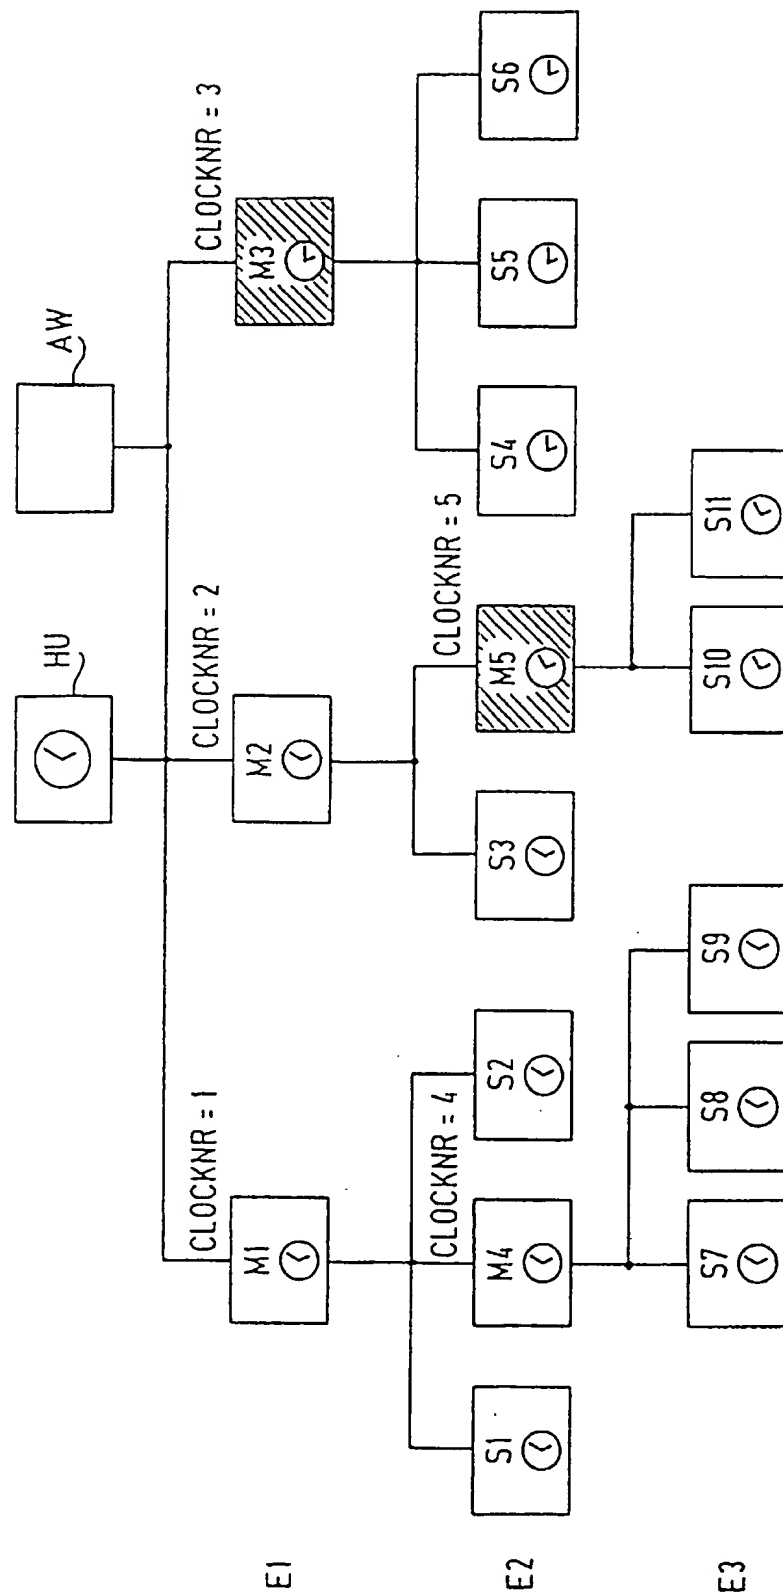 HU
AW
CLOCKNR = 1
CLOCKNR = 2
CLOCKNR = 3
E1
M1
M2
M3
CLOCKNR = 4
CLOCKNR = 5
E2
S1
M4
S2
S3
M5
S4
S5
S6
E3
S7
S8
S9
S10
S11